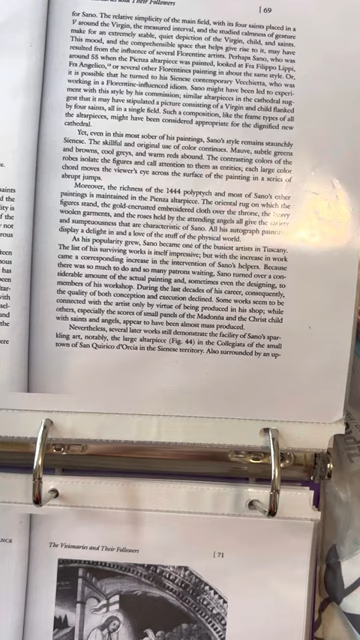 Their Followers
[ 69
for Sano. The relative simplicity of the main field, with its four saints placed in a
V around the Virgin, the measured interval, and the studied calmness of gesture
make for an extremely stable, quiet depiction of the Virgin, child, and saints.
This mood, and the comprehensible space that helps give rise to it, may have
resulted from the influence of several Florentine artists. Perhaps Sano, who was
around 58 when the Pienza altarpiece was painted, looked at Fra Filippo Lippi,
Fra Angelico, or several other Florentines painting in about the same style. Or,
it is possible that he turned to his Sienese contemporary Vecchietta, who was
working in a Florentine-influenced idiom. Sano might have been led to experi-
ment with this style by his commission; similar altarpieces in the cathedral sug-
gest that it may have stipulated a picture consisting of a Virgin and child flanked
by four saints, all in a single field. Such a composition, like the frame types of all
the altarpieces, might have been considered appropriate for the dignified new
cathedral.
Yet, even in this most sober of his paintings, Sano's style remains staunchly
Sienese. The skillful and original use of color continues. Mauve, subtle greens
and browns, cool greys, and warm reds abound. The contrasting colors of the
robes isolate the figures and call attention to them as entities; each large color
chord moves the viewer's eye across the surface of the painting in a series of
abrupt jumps.
Moreover, the richness of the 1444 polyptych and most of Sano's other
paintings is maintained in the Pienza altarpiece. The oriental rug on which the
figures stand, the gold-encrusted embroidered cloth over the throne, the
woolen garments, and the roses held by the attending angels all give the
and sumptuousness that are characteristic of Sano. All his autograph
display a delight in and a love of the stuff of the physical world.
As his popularity grew, Sano became one of the busiest artists in Tuscany.
The list of his surviving works is itself impressive; but with the increase in work
came a corresponding increase in the intervention of Sano's helpers. Because
there was so much to do and so many patrons waiting, Sano turned over a con-
siderable amount of the actual painting and, sometimes even the designing, to
members of his workshop. During the last decades of his career, consequently,
the quality of both conception and execution declined. Some works seem to be
connected with the artist only by virtue of being produced in his shop; while
others, especially the scores of small panels of the Madonna and the Christ child
with saints and angels, appear to have been almost mass produced.
Nevertheless, several later works still demonstrate the facility of Sano's spar-
kling art, notably, the large altarpiece (Fig. 44) in the Collegiata of the small
town of San Quirico d'Orcia in the Sienese territory. Also surrounded by an up-
The Visionaries and Their Followers
[ 71